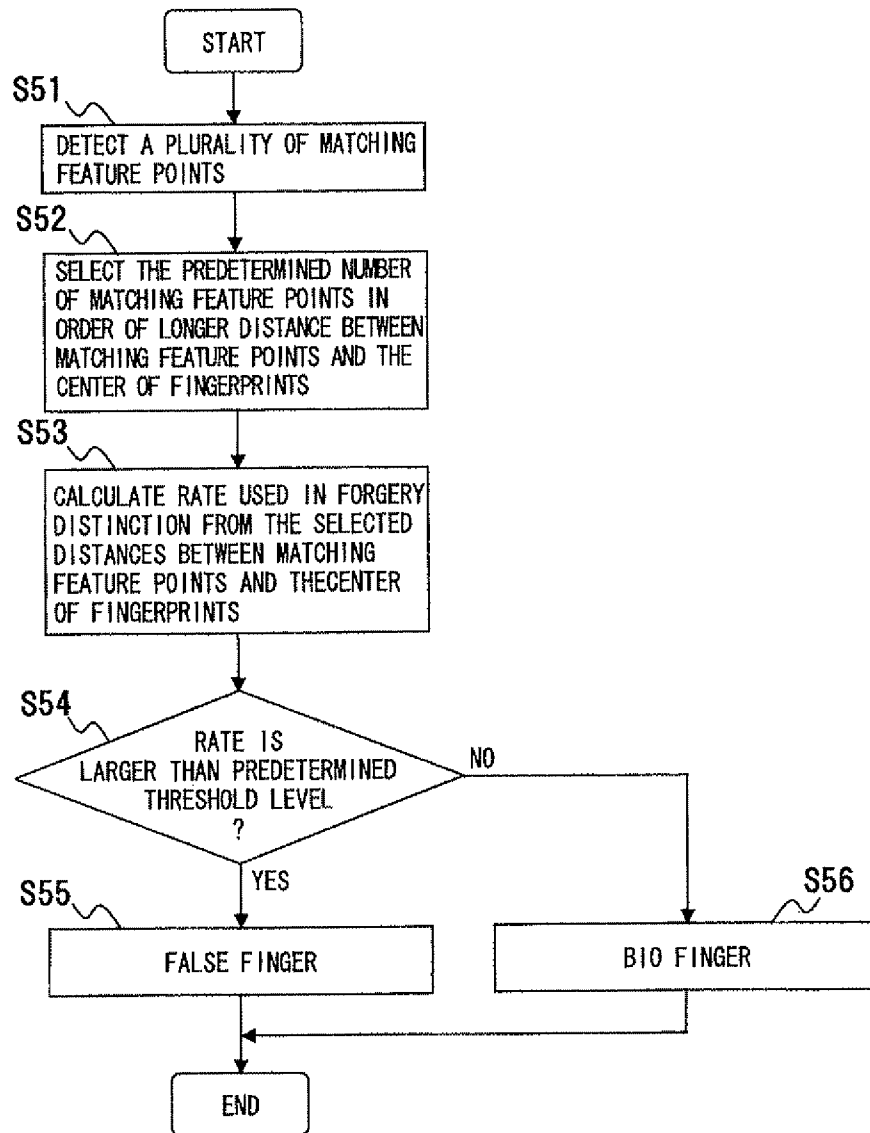 START
S51
DETECT A PLURALITY OF MATCHING
FEATURE POINTS
S52
SELECT THE PREDETERMINED NUMBER
OF MATCHING FEATURE POINTS IN
ORDER OF LONGER DISTANCE BETWEEN
MATCHING FEATURE POINTS AND THE
CENTER OF FINGERPRINTS
S53
CALCULATE RATE USED IN FORGERY
DISTINCTION FROM THE SELECTED
DISTANCES BETWEEN MATCHING
FEATURE POINTS AND THECENTER
OF FINGERPRINTS
S54
RATE IS
LARGER THAN PREDETERMINED
THRESHOLD LEVEL
?
NO
YES
S55
FALSE FINGER
S56
BIO FINGER
END